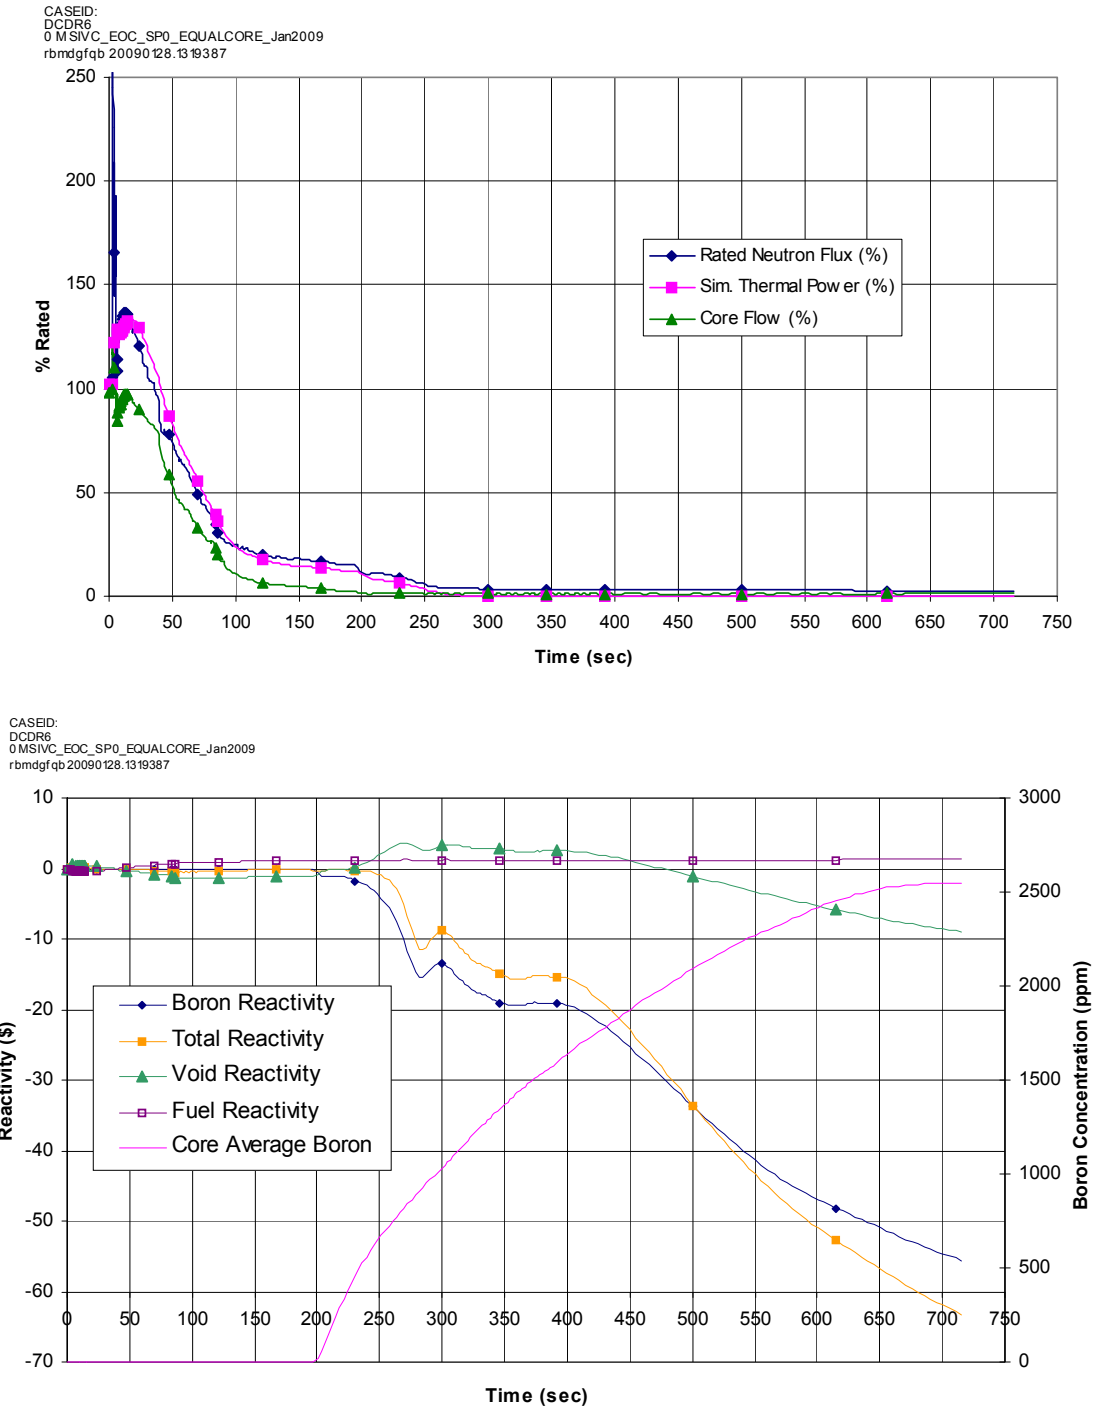 CASEID:
DCDR6
0 MSIVC_EOC_SP0_EQUALCORE_Jan2009
rbmdgfqb 20090128.1319387
250
200
150
100
50
0
% Rated
Rated Neutron Flux (%)
Sim. Thermal Power (%)
Core Flow (%)
0 50 100 150 200 250 300 350 400 450 500 550 600 650 700 750
Time (sec)
CASEID:
DCDR6
0 MSIVC_EOC_SP0_EQUALCORE_Jan2009
rbmdgfqb 20090128.1319387
10
0
-10
-20
-30
-40
-50
-60
-70
Reactivity ($)
Boron Reactivity
Total Reactivity
Void Reactivity
Fuel Reactivity
Core Average Boron
3000
2500
2000
1500
1000
500
0
Boron Concentration (ppm)
0 50 100 150 200 250 300 350 400 450 500 550 600 650 700 750
Time (sec)